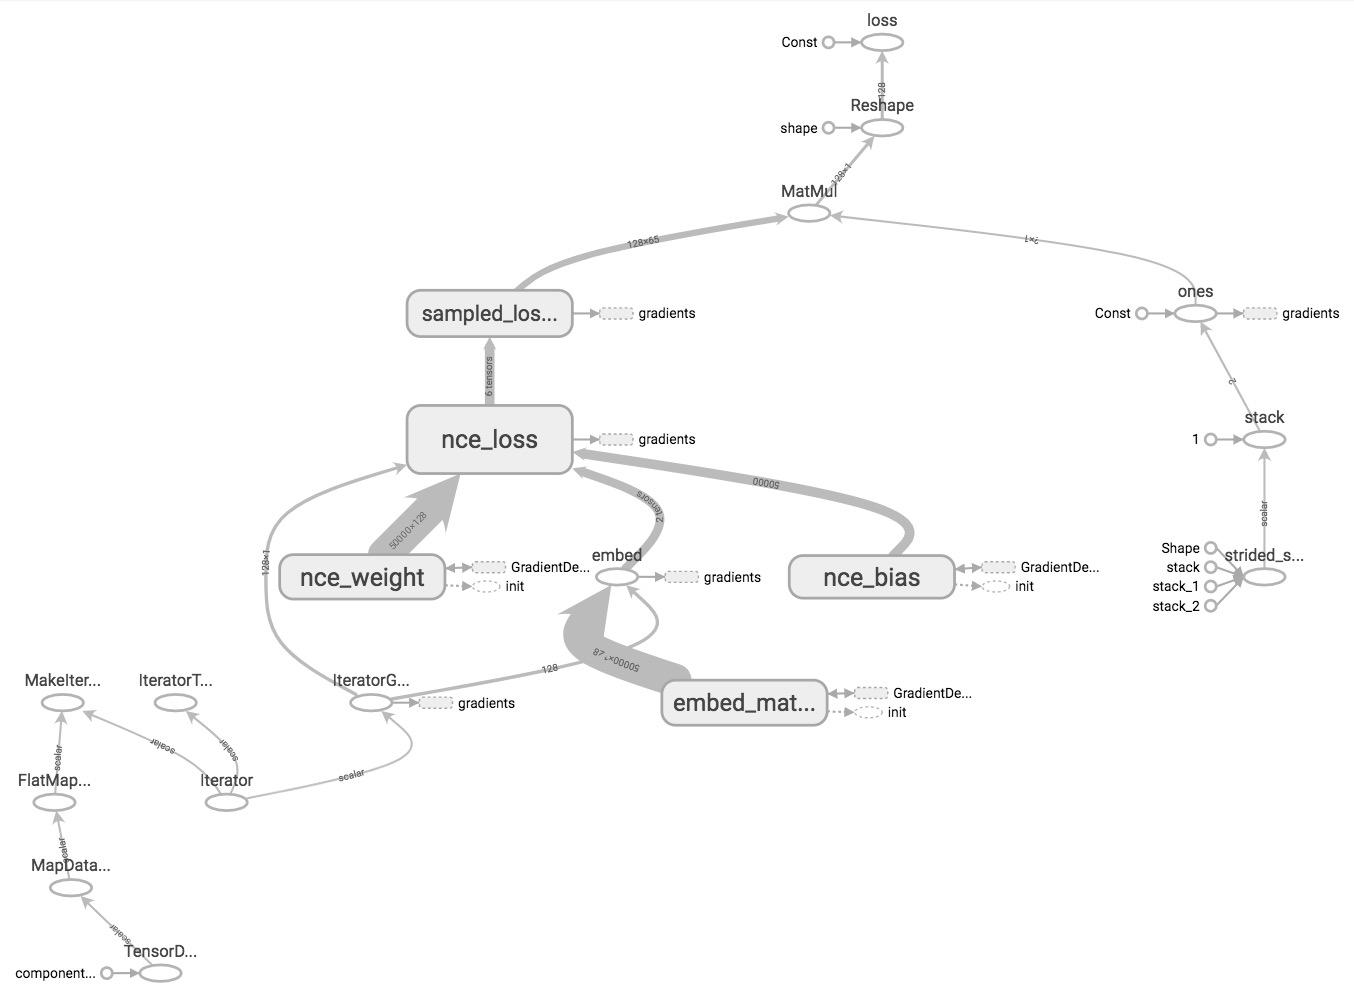 loss
Const
128
Reshape
shape
128×1
MatMul
128×65
?×1
ones
Const
gradients
sampled_los...
gradients
6 tensors
2
stack
1
nce_loss
gradients
50000
2 tensors
50000×128
scalar
128×1
embed
gradients
nce_weight
GradientDe...
init
nce_bias
GradientDe...
init
Shape
stack
stack_1
stack_2
strided_s...
50000×128
128
MakeIter...
IteratorT...
IteratorG...
gradients
embed_mat...
GradientDe...
init
scalar
scalar
scalar
scalar
FlatMap...
Iterator
scalar
MapData...
scalar
TensorD...
component...